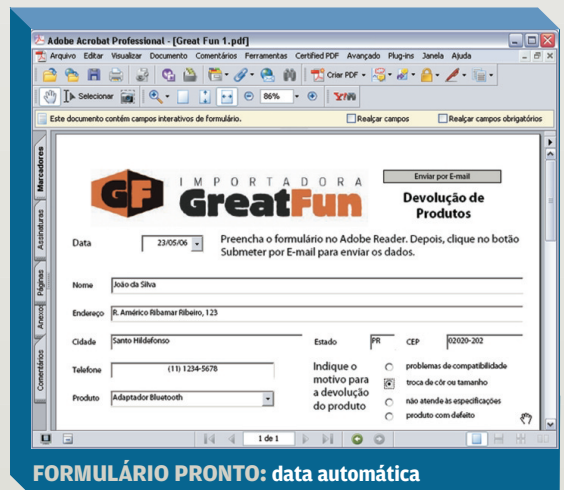 Adobe Acrobat Professional - [Great Fun 1.pdf]
Arquivo Editar Visualizar Documento Comentários Ferramentas Certified PDF Avançado Plug-ins Janela Ajuda
Criar PDF
Selecionar 86% Y!
Este documento contém campos interativos de formulário. Realçar campos Realçar campos obrigatórios
Marcadores
Assinaturas
Páginas
Anexos
Comentários
GF
IMPORTADORA
GreatFun
Enviar por E-mail
Devolução de
Produtos
Data 23/05/06
Preencha o formulário no Adobe Reader. Depois, clique no botão
Submeter por E-mail para enviar os dados.
Nome João da Silva
Endereço R. Américo Ribamar Ribeiro, 123
Cidade Santo Hildefonso Estado PR CEP 02020-202
Telefone (11) 1234-5678
Produto Adaptador Bluetooth
Indique o
motivo para
a devolução
do produto
problemas de compatibilidade
troca de côr ou tamanho
não atende às especificações
produto com defeito
1 de 1
FORMULÁRIO PRONTO: data automática